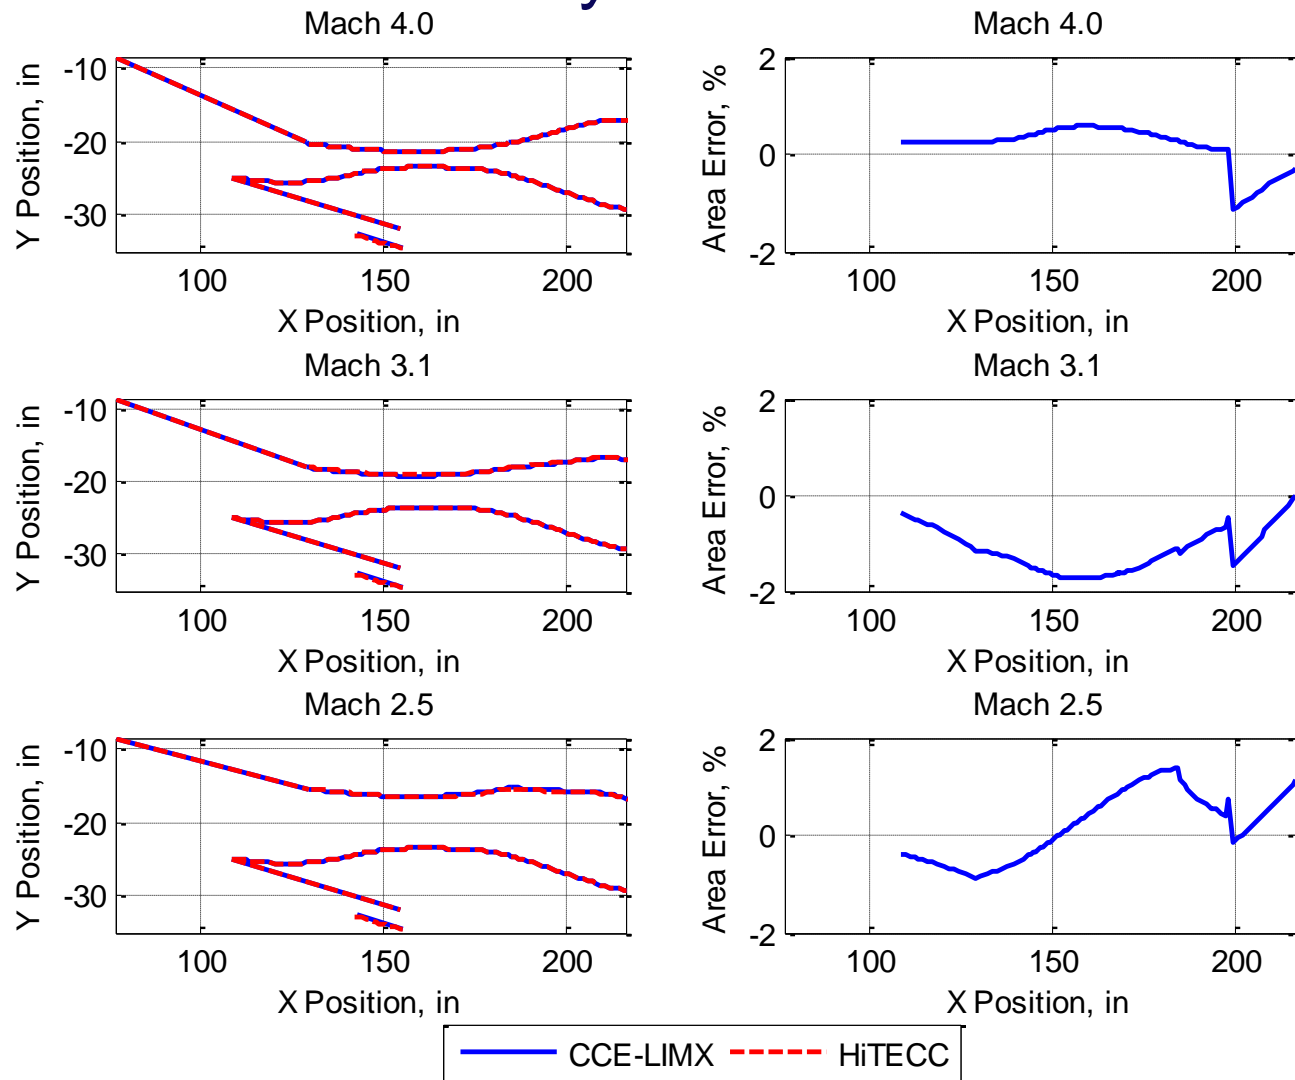 y
Mach 4.0
Y Position, in
-10
-20
-30
100 150 200
X Position, in
Mach 4.0
Area Error, %
2
0
-2
100 150 200
X Position, in
Mach 3.1
Y Position, in
-10
-20
-30
100 150 200
X Position, in
Mach 3.1
Area Error, %
2
0
-2
100 150 200
X Position, in
Mach 2.5
Y Position, in
-10
-20
-30
100 150 200
X Position, in
Mach 2.5
Area Error, %
2
0
-2
100 150 200
X Position, in
CCE-LIMX HiTECC